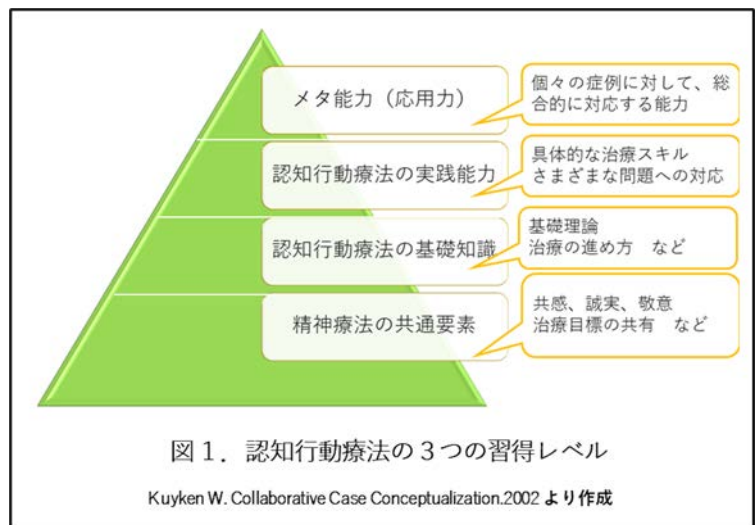 メタ能力（応用力）
個々の症例に対して、総
合的に対応する能力
認知行動療法の実践能力
具体的な治療スキル
さまざまな問題への対応
認知行動療法の基礎知識
基礎理論
治療の進め方　など
精神療法の共通要素
共感、誠実、敬意
治療目標の共有　など
図１．認知行動療法の３つの習得レベル
Kuyken W. Collaborative Case Conceptualization.2002 より作成